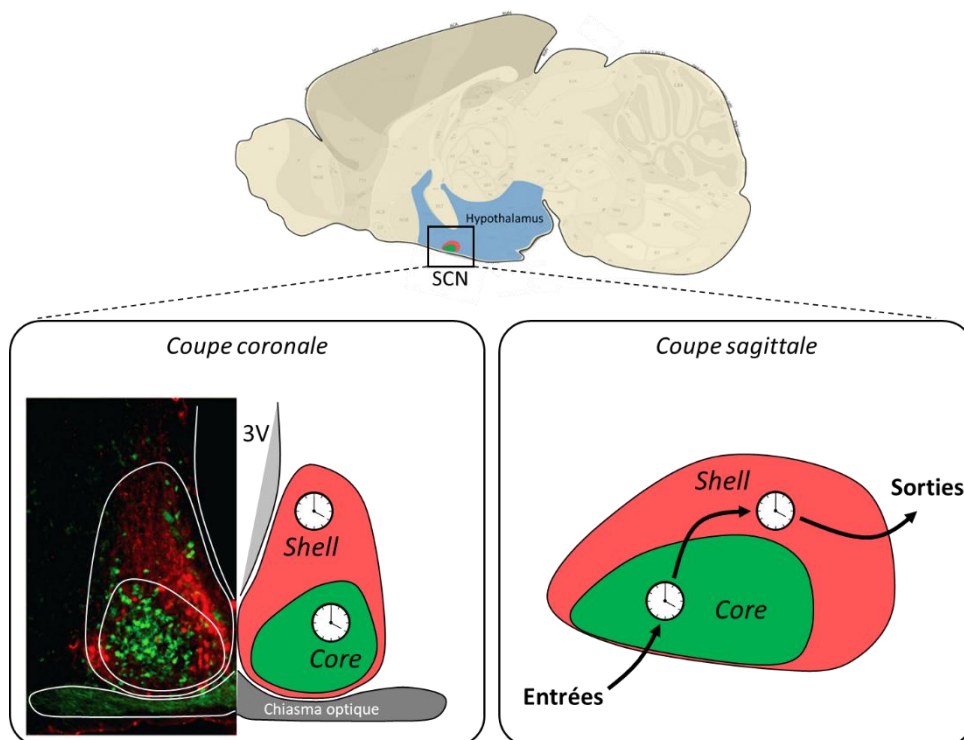 Hypothalamus
SCN
Coupe coronale
3V
Shell
Core
Chiasma optique
Coupe sagittale
Shell
Sorties
Core
Entrées